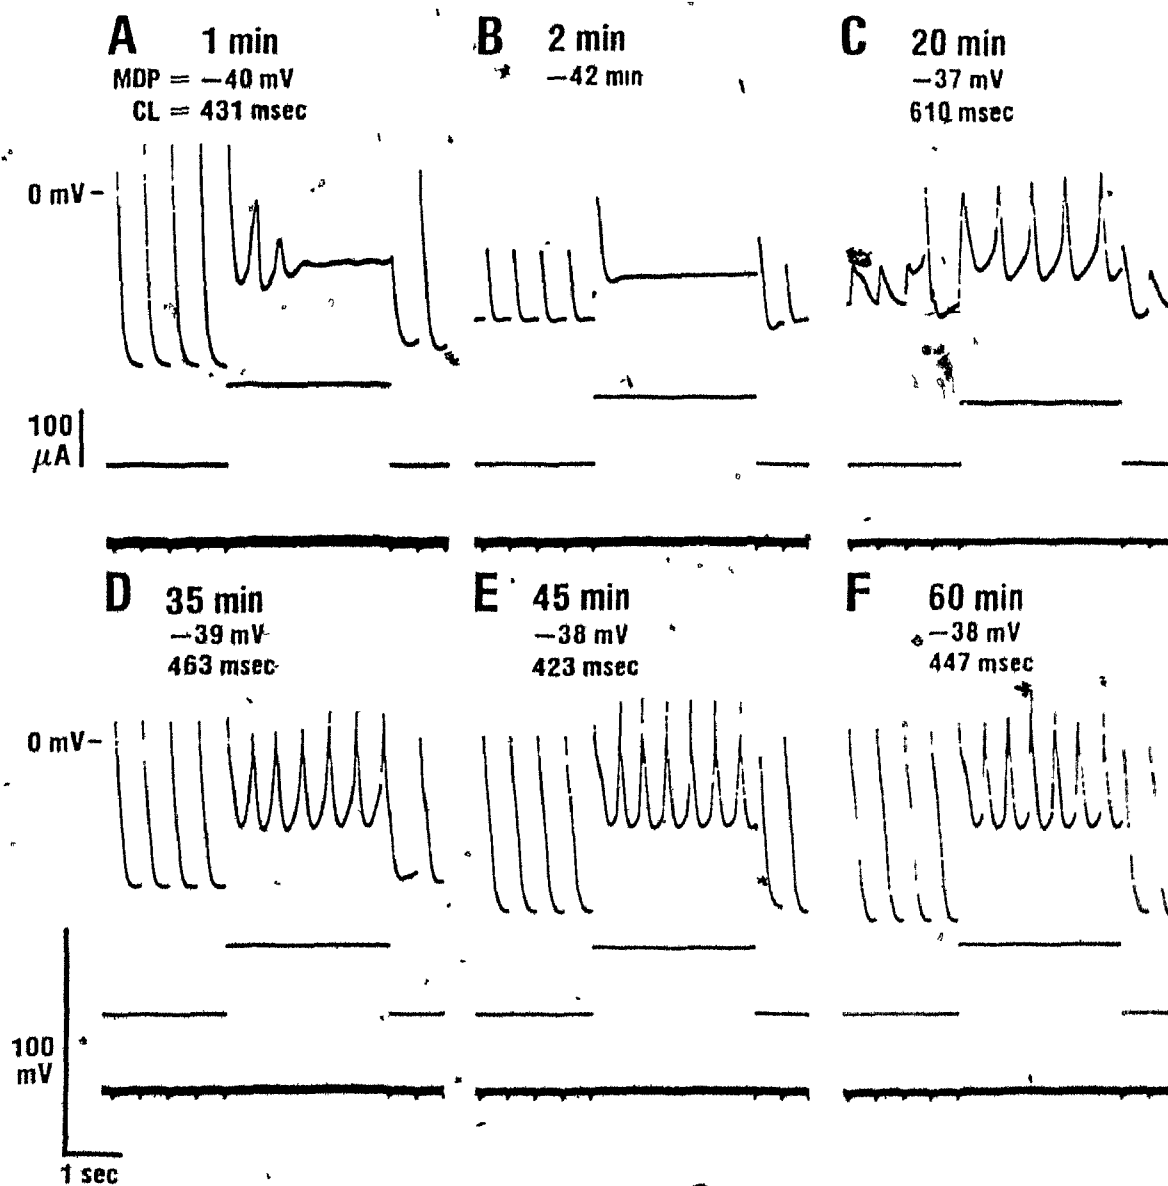 A 1 min
MDP = −40 mV
CL = 431 msec
B 2 min
−42 min
C 20 min
−37 mV
610 msec
0 mV
100
μA
D 35 min
−39 mV
463 msec
E 45 min
−38 mV
423 msec
F 60 min
−38 mV
447 msec
0 mV
100
mV
1 sec